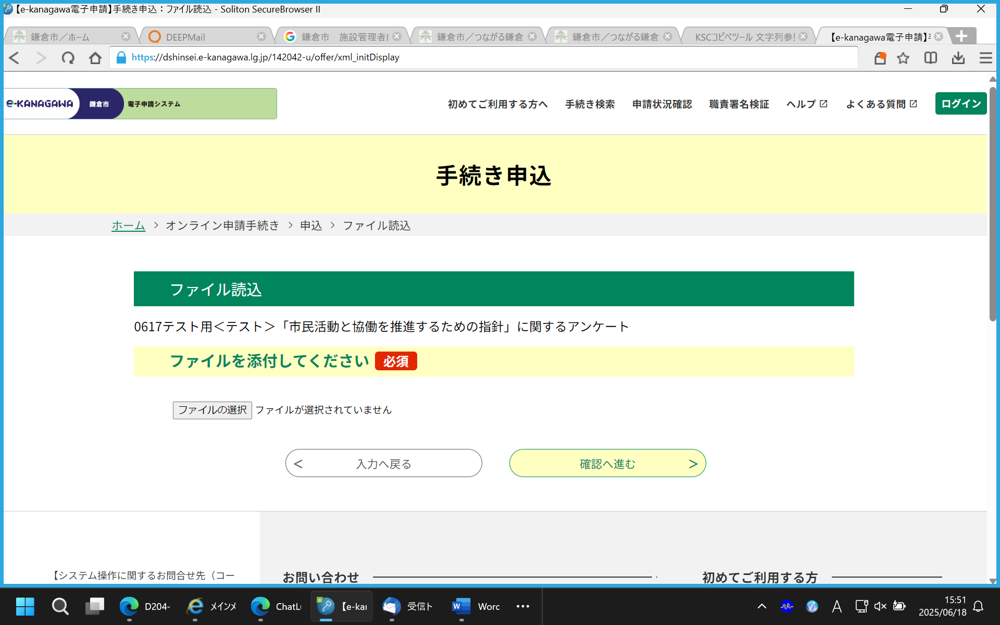 【e-kanagawa電子申請】手続き申込：ファイル読込 - Soliton SecureBrowser II
鎌倉市／ホーム
DEEPMail
鎌倉市　施設管理者
鎌倉市／つながる鎌倉
鎌倉市／つながる鎌倉
KSCコピペツール 文字列参
【e-kanagawa電子申請】
https://dshinsei.e-kanagawa.lg.jp/142042-u/offer/xml_initDisplay
e-KANAGAWA 鎌倉市 電子申請システム
初めてご利用する方へ 手続き検索 申請状況確認 職責署名検証 ヘルプ よくある質問 ログイン
手続き申込
ホーム > オンライン申請手続き > 申込 > ファイル読込
ファイル読込
0617テスト用＜テスト＞「市民活動と協働を推進するための指針」に関するアンケート
ファイルを添付してください 必須
ファイルの選択 ファイルが選択されていません
< 入力へ戻る
確認へ進む >
【システム操作に関するお問合せ先（コー
お問い合わせ
初めてご利用する方
D204-
メインメ
ChatL
【e-kar
受信ト
Worc
A
15:51
2025/06/18